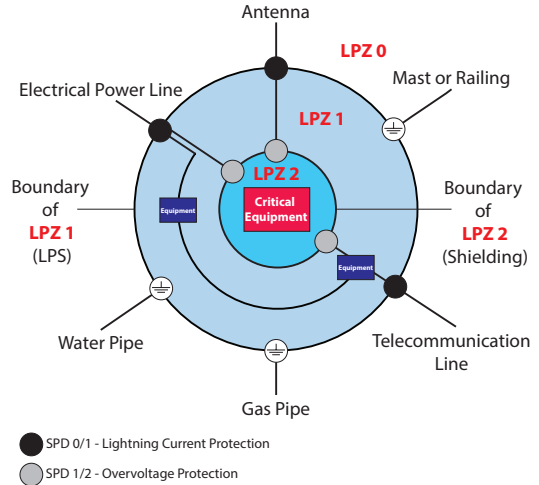 Antenna
LPZ 0
Electrical Power Line
Mast or Railing
LPZ 1
LPZ 2
Critical
Equipment
Boundary
of
LPZ 1
(LPS)
Equipment
Boundary
of
LPZ 2
(Shielding)
Equipment
Water Pipe
Telecommunication
Line
Gas Pipe
SPD 0/1 - Lightning Current Protection
SPD 1/2 - Overvoltage Protection